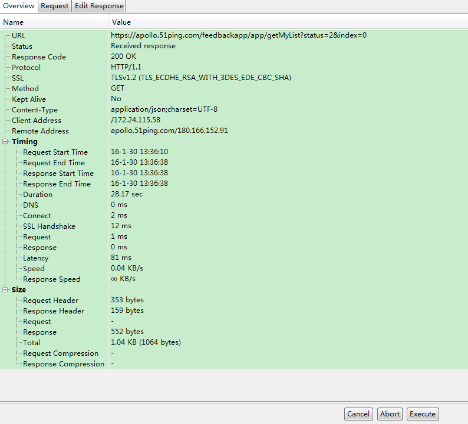 Overview Request Edit Response
Name Value
URL https://apollo.51ping.com/feedbackapp/app/getMyList?status=2&index=0
Status Received response
Response Code 200 OK
Protocol HTTP/1.1
SSL TLSv1.2 (TLS_ECDHE_RSA_WITH_3DES_EDE_CBC_SHA)
Method GET
Kept Alive No
Content-Type application/json;charset=UTF-8
Client Address /172.24.115.58
Remote Address apollo.51ping.com/180.166.152.91
Timing
Request Start Time 16-1-30 13:36:10
Request End Time 16-1-30 13:36:38
Response Start Time 16-1-30 13:36:38
Response End Time 16-1-30 13:36:38
Duration 28.17 sec
DNS 0 ms
Connect 2 ms
SSL Handshake 12 ms
Request 1 ms
Response 0 ms
Latency 81 ms
Speed 0.04 KB/s
Response Speed ∞ KB/s
Size
Request Header 353 bytes
Response Header 159 bytes
Request -
Response 552 bytes
Total 1.04 KB (1064 bytes)
Request Compression -
Response Compression -
Cancel Abort Execute